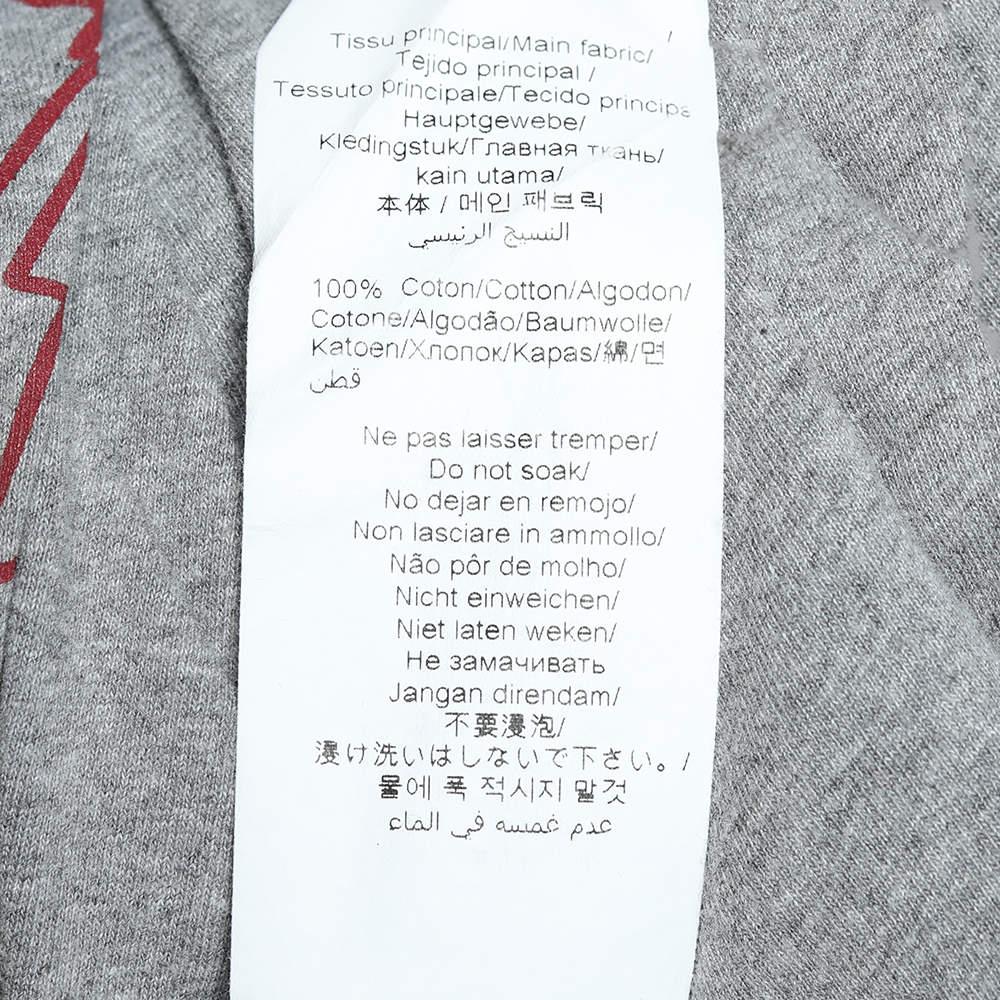 /
Tissu principal/Main fabric/
Tejido principal /
Tessuto principale/Tecido principa
Hauptgewebe/
Kledingstuk/Главная ткань/
kain utama/
本体 / 메인 패브릭
النسيج الرئيسي
100% Coton/Cotton/Algodon/
Cotone/Algodão/Baumwolle/
Katoen/Хлопок/Kapas/綿/면
قطن
Ne pas laisser tremper/
Do not soak/
No dejar en remojo/
Non lasciare in ammollo/
Não pôr de molho/
Nicht einweichen/
Niet laten weken/
Не замачивать
Jangan direndam/
不要浸泡/
浸け洗いはしないで下さい。/
물에 푹 적시지 말것
عدم غمسه في الماء